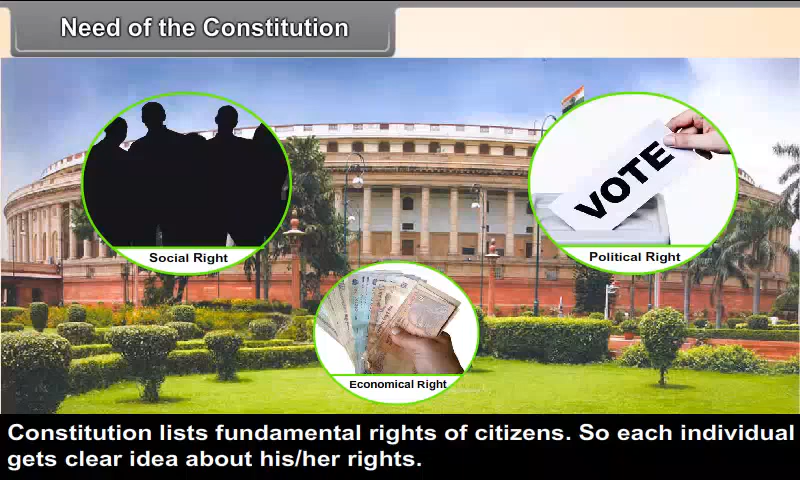 Need of the Constitution
Social Right
VOTE
Political Right
Economical Right
Constitution lists fundamental rights of citizens. So each individual
gets clear idea about his/her rights.